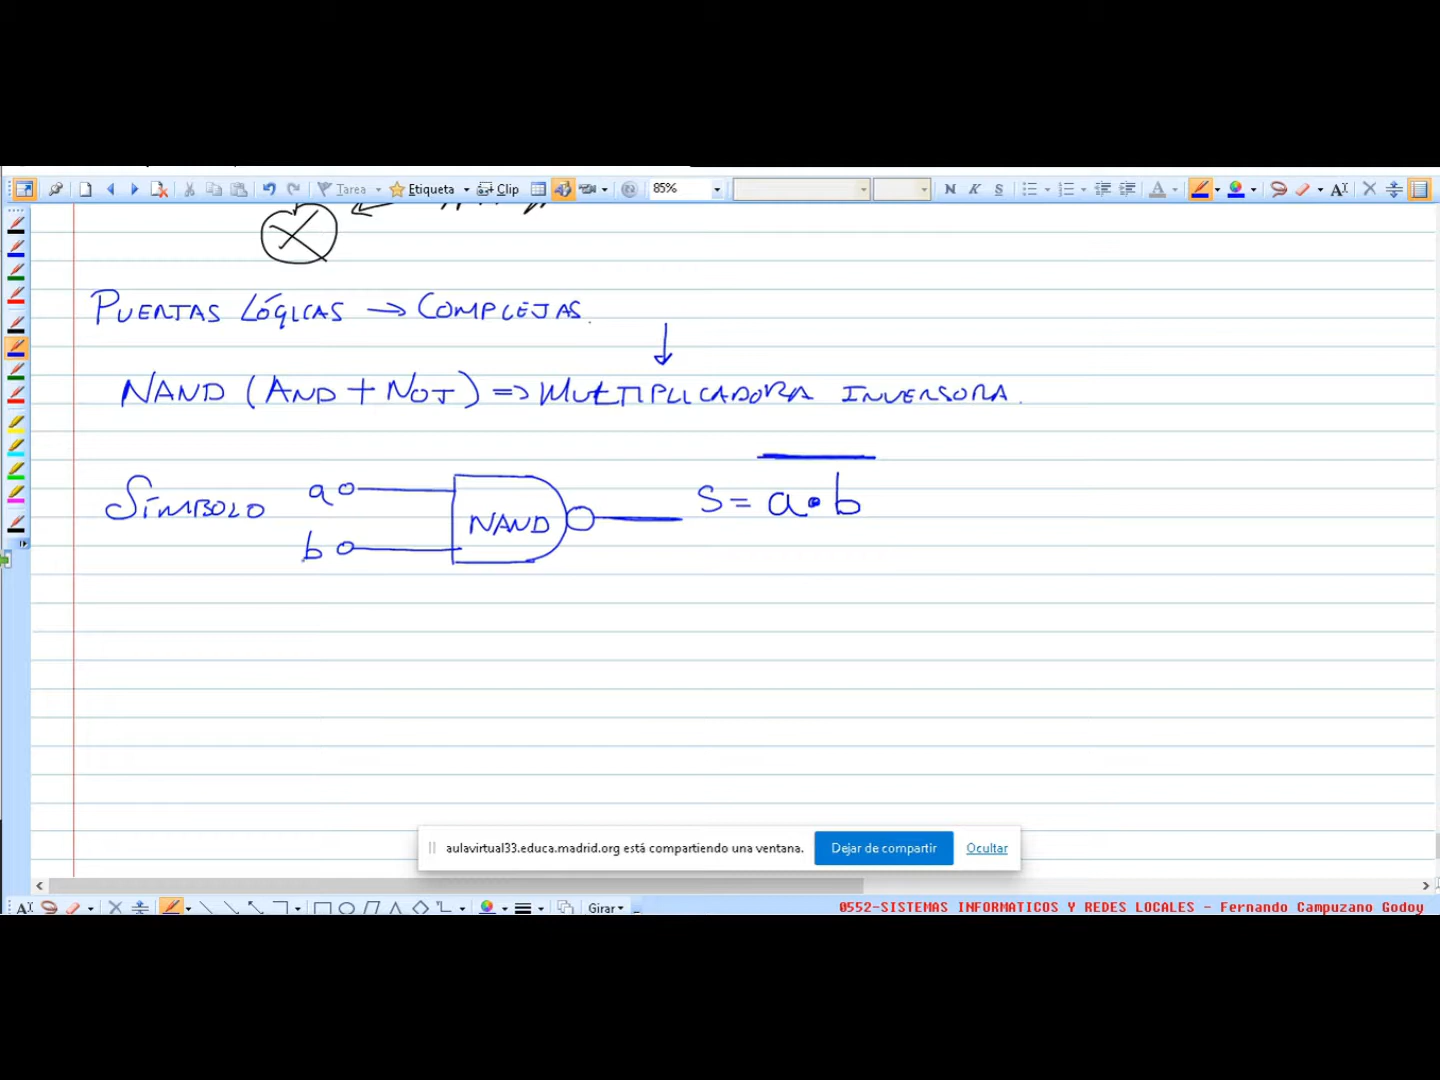 Tarea Etiqueta Clip 85% N K S A A
PUERTAS LÓGICAS → COMPLEJAS.
↓
NAND (AND + NOT) => MULTIPLICADORA INVERSORA.
SÍMBOLO a NAND S = a̅ ̅•̅ ̅b̅
b
aulavirtual33.educa.madrid.org está compartiendo una ventana. Dejar de compartir Ocultar
A Girar 0552-SISTEMAS INFORMATICOS Y REDES LOCALES - Fernando Campuzano Godoy